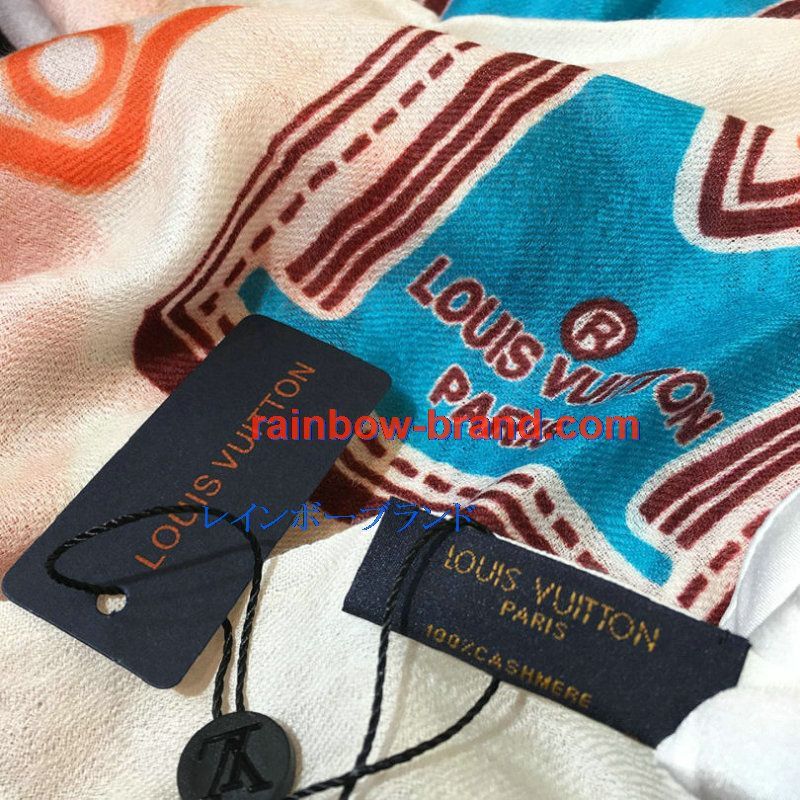 LOUIS VUITTON
PARIS
®
LOUIS VUITTON
rainbow-brand.com
レインボーブランド
LOUIS VUITTON
PARIS
100% CASHMERE
LV